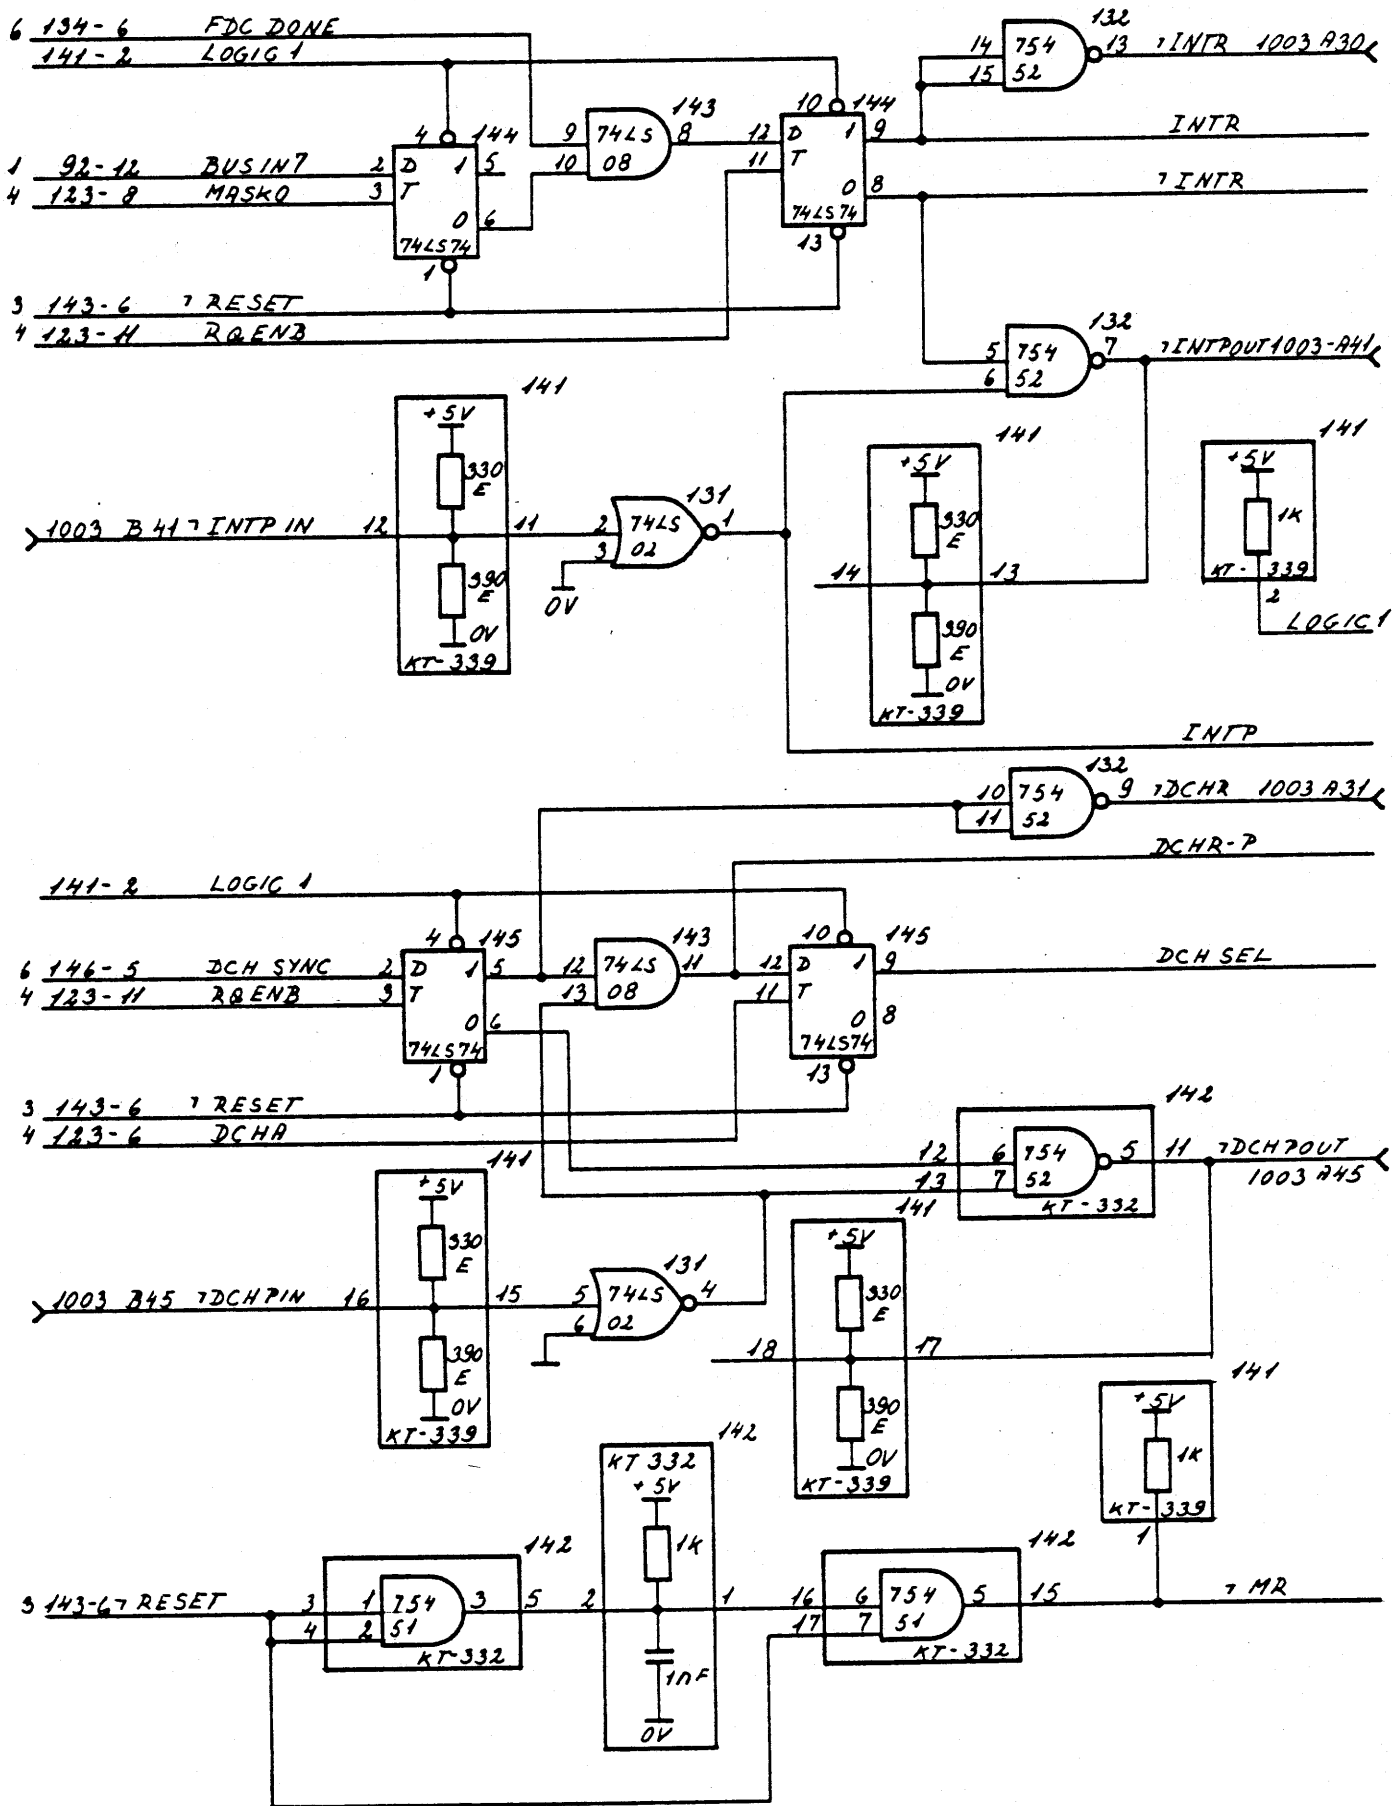 6 134-6 FDC DONE
141-2 LOGIC 1
132
14 754 13 ¬INTR 1003 A30
15 52
4 144
9 74LS 8
10 08
143
10 144
12 D 1 9
11 T
INTR
1 92-12 BUSIN7 2 D 1 5
4 123-8 MASKO 3 T
0 8
74LS74
13
¬INTR
0 6
74LS74
1
3 143-6 ¬RESET
4 123-11 RQENB
132
5 754 7 ¬INTPOUT 1003-A41
6 52
141
+5V
330
E
141
+5V
141
+5V
1K
KT-339
2
LOGIC 1
1003 B41 ¬INTP IN 12 11
131
2 74LS 1
3 02
0V
330
E
14 13
390
E
0V
KT-339
390
E
0V
KT-339
INTP
132
10 754 9 ¬DCHR 1003 A31
11 52
DCHR-P
141-2 LOGIC 1
4 145
143
10 145
6 146-5 DCH SYNC 2 D 1 5
12 74LS 11
13 08
12 D 1 9
11 T
DCH SEL
4 123-11 RQENB 3 T
0 6
74LS74
1
0 8
74LS74
13
3 143-6 ¬RESET
4 123-6 DCHA
142
12 6 754 5 11 ¬DCHPOUT
13 7 52
1003 A45
KT-332
141
+5V
330
E
141
+5V
330
E
1003 B45 ¬DCHPIN 16 15
131
5 74LS 4
6 02
18 17
390
E
0V
KT-339
390
E
0V
KT-339
141
+5V
1K
KT-339
1
142
KT 332
+5V
1K
142
142
3 143-6 ¬RESET 3 1 754 3 5 2 1
4 2 51
KT-332
16 6 754 5 15 ¬MR
17 7 51
KT-332
1nF
0V